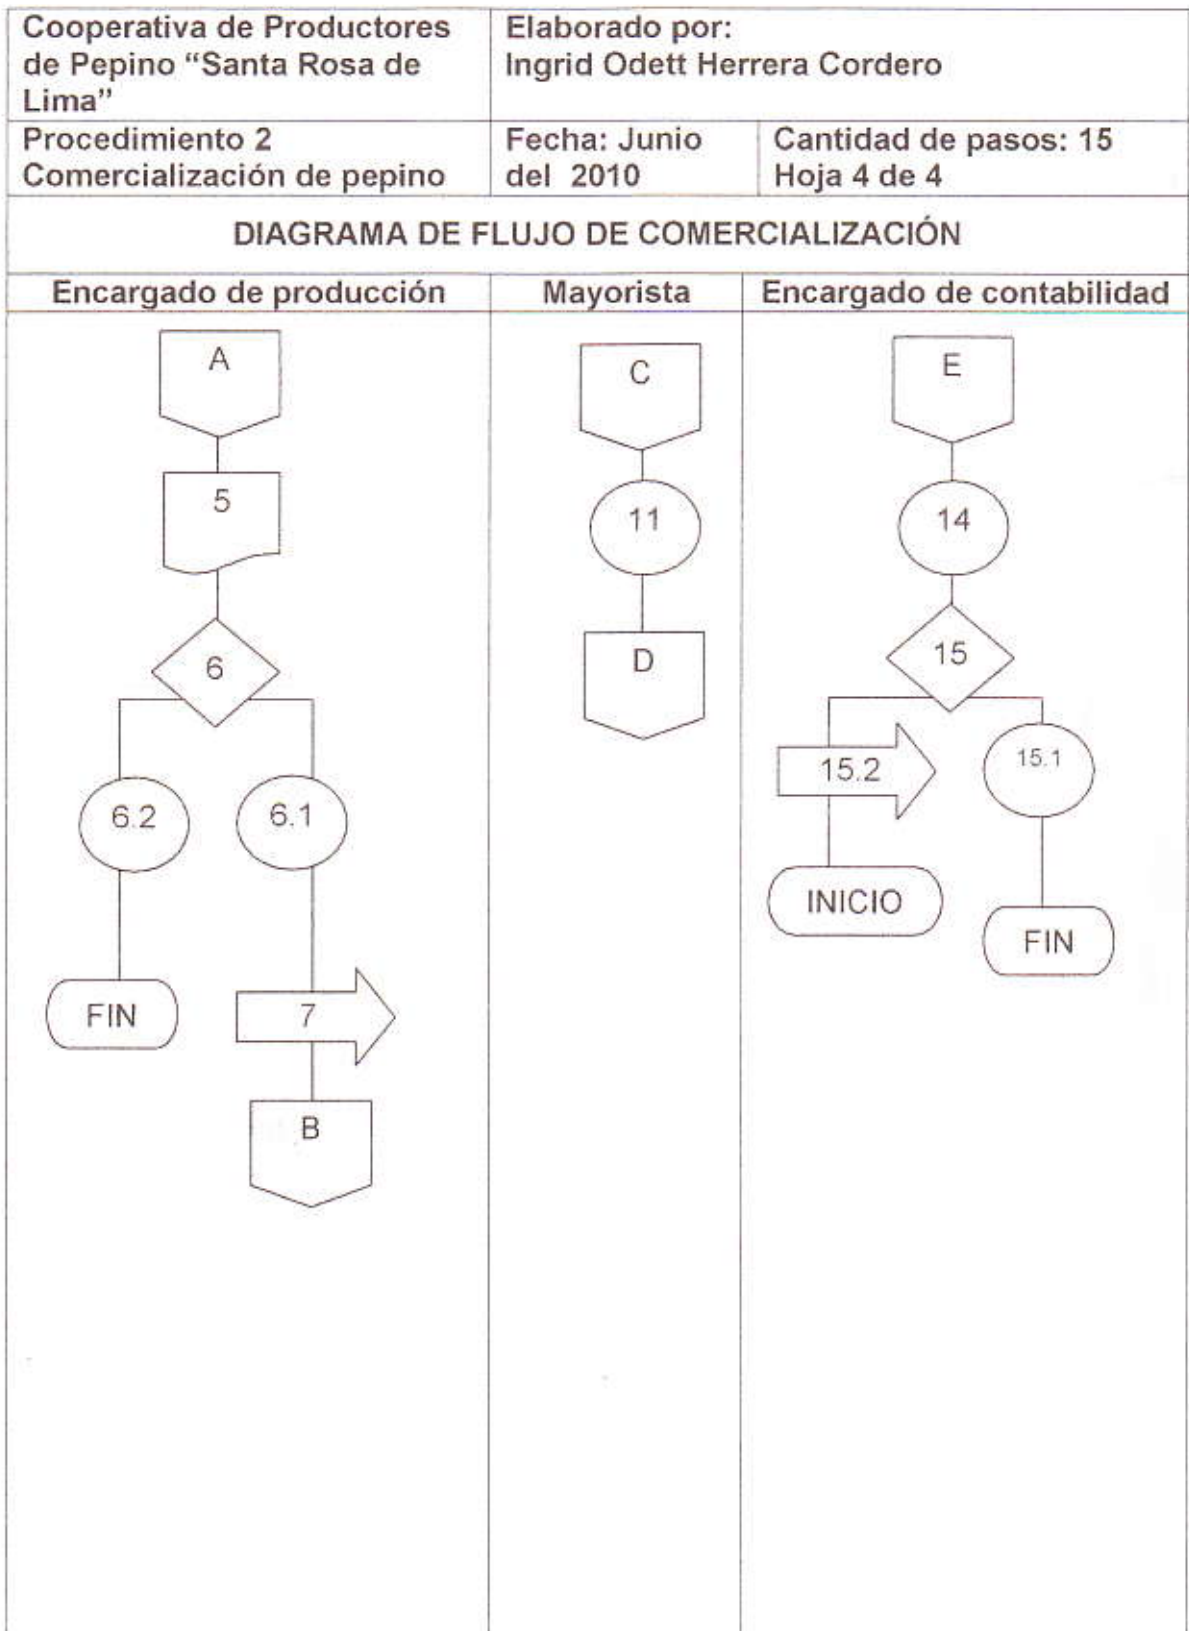 Cooperativa de Productores
de Pepino “Santa Rosa de
Lima”
Elaborado por:
Ingrid Odett Herrera Cordero
Procedimiento 2
Comercialización de pepino
Fecha: Junio
del 2010
Cantidad de pasos: 15
Hoja 4 de 4
DIAGRAMA DE FLUJO DE COMERCIALIZACIÓN
Encargado de producción
Mayorista
Encargado de contabilidad
A
5
6
6.2
6.1
FIN
7
B
C
11
D
E
14
15
15.2
15.1
INICIO
FIN